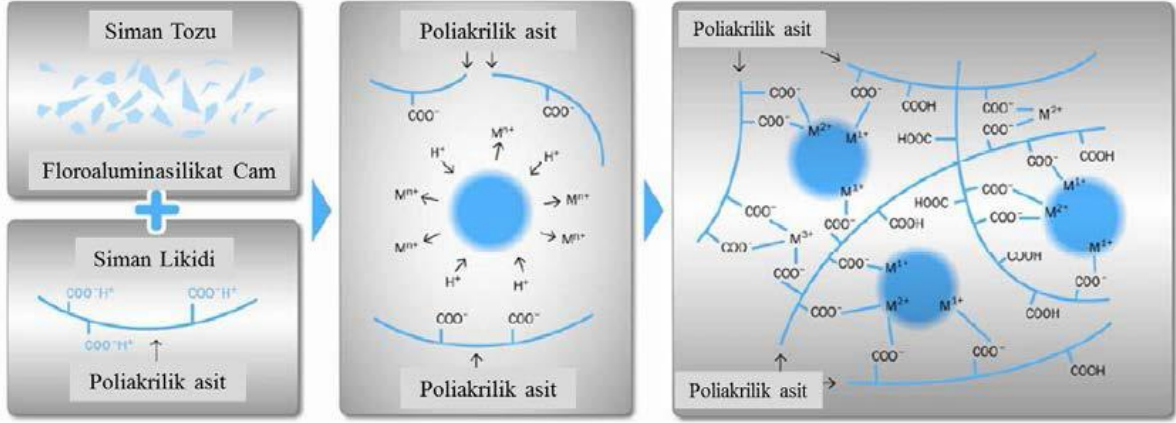 Siman Tozu
Floroaluminasilikat Cam
Siman Likidi
COO⁻H⁺
COO⁻H⁺
COO⁻H⁺
Poliakrilik asit
Poliakrilik asit
COO⁻
COO⁻
Mⁿ⁺
H⁺
H⁺
Mⁿ⁺
Mⁿ⁺
Mⁿ⁺
Mⁿ⁺
H⁺
H⁺
COO⁻
COO⁻
Poliakrilik asit
Poliakrilik asit
COO⁻
COO⁻
COOH
COO⁻
M²⁺
COO⁻
COO⁻
M²⁺
M¹⁺
HOOC
COO⁻
COOH
M¹⁺
COO⁻
M¹⁺
COO⁻
HOOC
COO⁻
M²⁺
COO⁻
COO⁻
COOH
M³⁺
COO⁻
M¹⁺
COO⁻
M¹⁺
COOH
COO⁻
COO⁻
M²⁺
M¹⁺
COO⁻
COOH
COO⁻
COO⁻
COOH
Poliakrilik asit